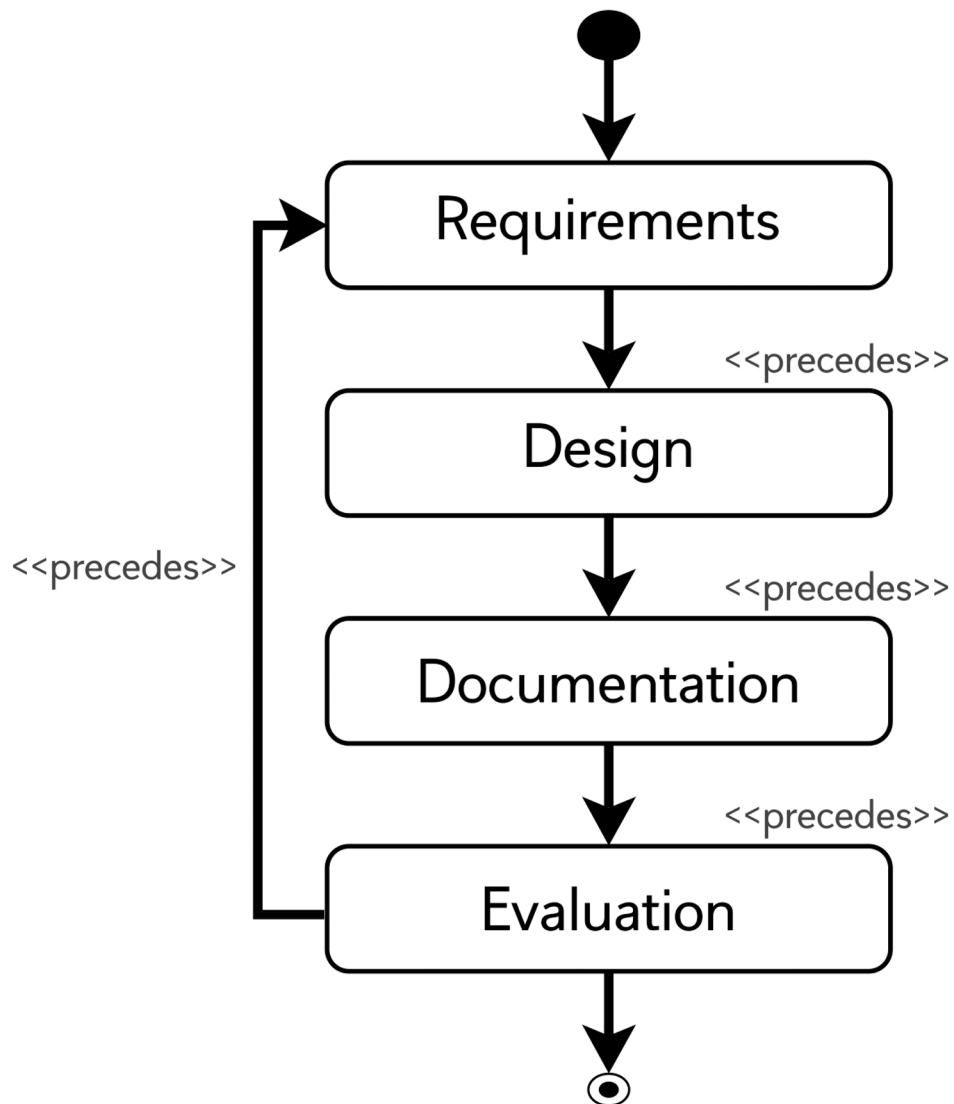 Requirements
<<precedes>>
Design
<<precedes>>
<<precedes>>
Documentation
<<precedes>>
Evaluation